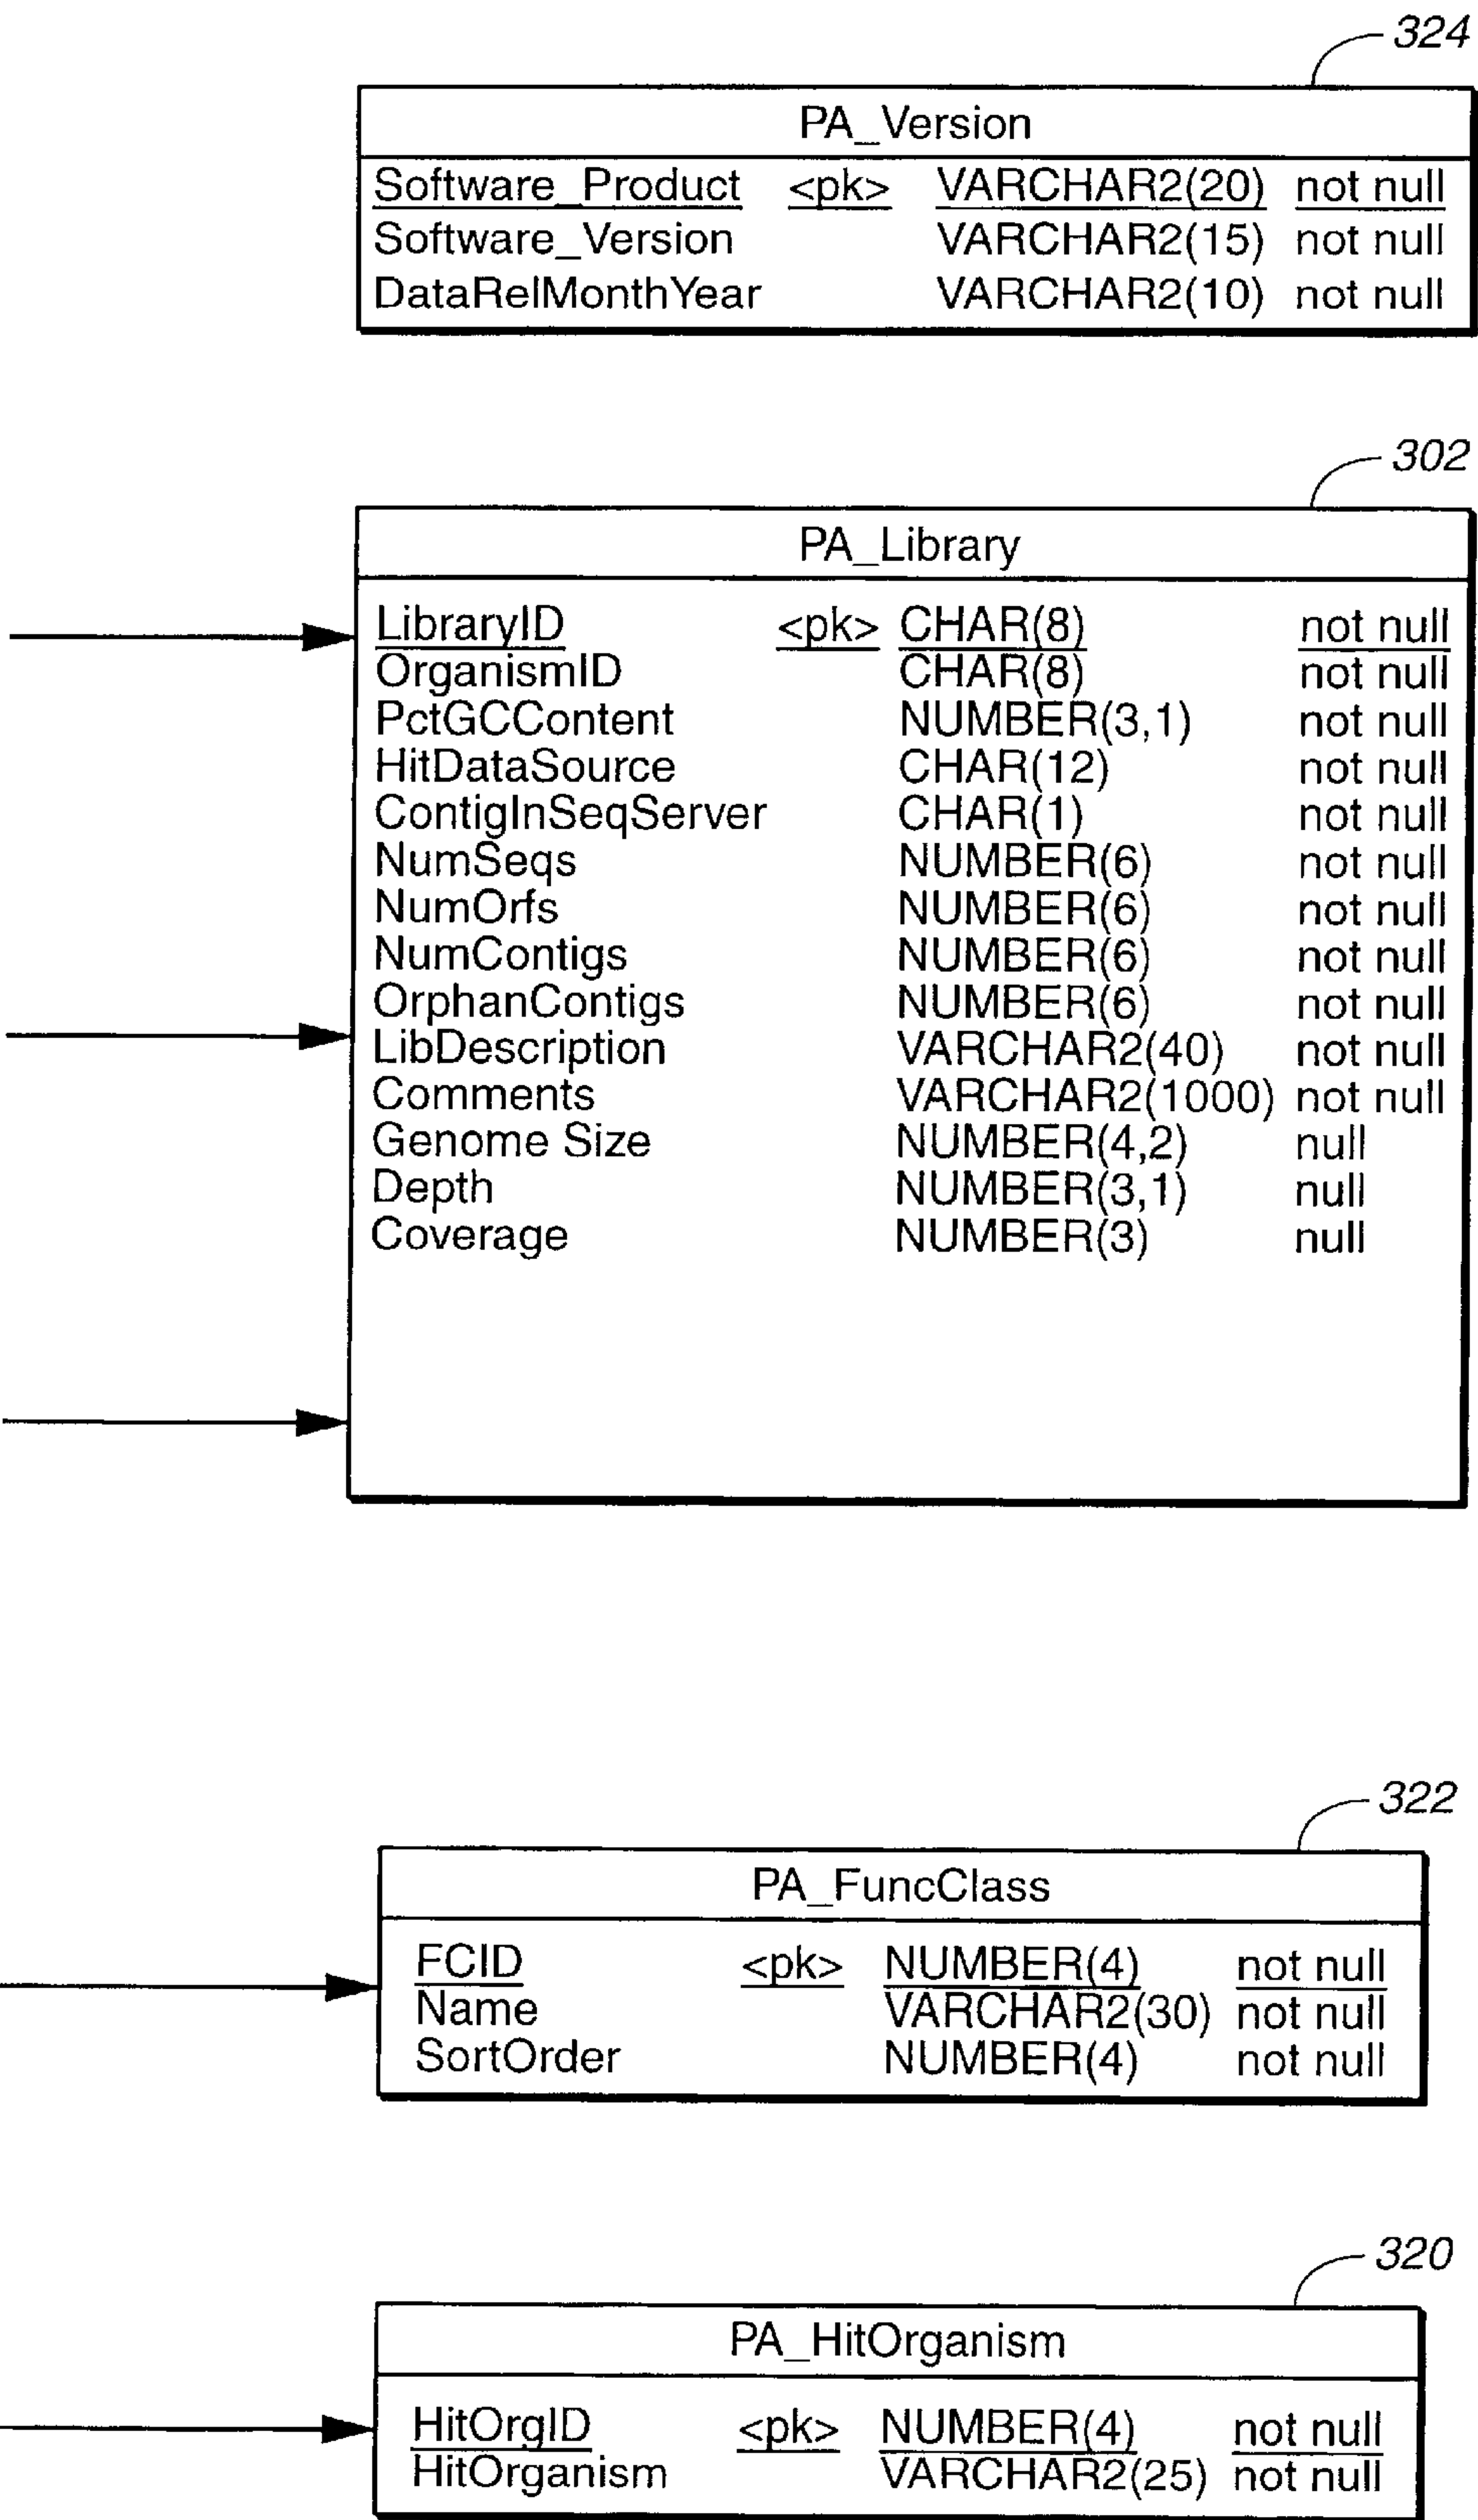 324
PA_Version
Software_Product <pk> VARCHAR2(20) not null
Software_Version VARCHAR2(15) not null
DataRelMonthYear VARCHAR2(10) not null
302
PA_Library
LibraryID <pk> CHAR(8) not null
OrganismID CHAR(8) not null
PctGCContent NUMBER(3,1) not null
HitDataSource CHAR(12) not null
ContigInSeqServer CHAR(1) not null
NumSeqs NUMBER(6) not null
NumOrfs NUMBER(6) not null
NumContigs NUMBER(6) not null
OrphanContigs NUMBER(6) not null
LibDescription VARCHAR2(40) not null
Comments VARCHAR2(1000) not null
Genome Size NUMBER(4,2) null
Depth NUMBER(3,1) null
Coverage NUMBER(3) null
322
PA_FuncClass
FCID <pk> NUMBER(4) not null
Name VARCHAR2(30) not null
SortOrder NUMBER(4) not null
320
PA_HitOrganism
HitOrgID <pk> NUMBER(4) not null
HitOrganism VARCHAR2(25) not null